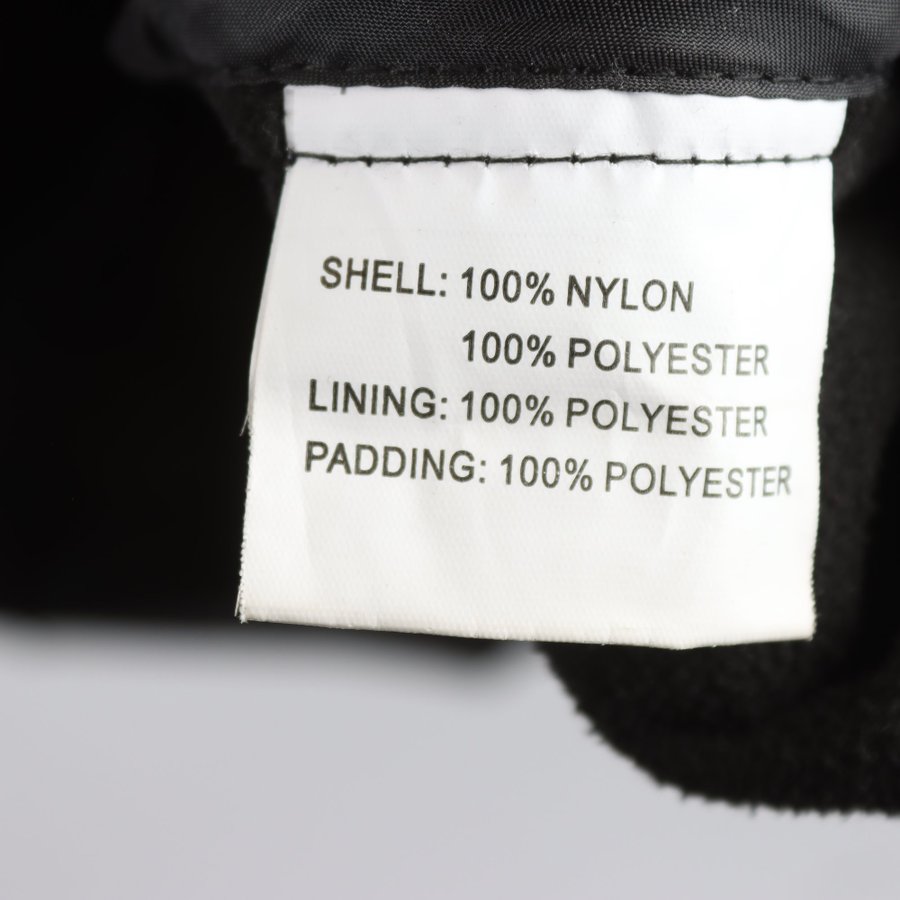 SHELL: 100% NYLON
100% POLYESTER
LINING: 100% POLYESTER
PADDING: 100% POLYESTER